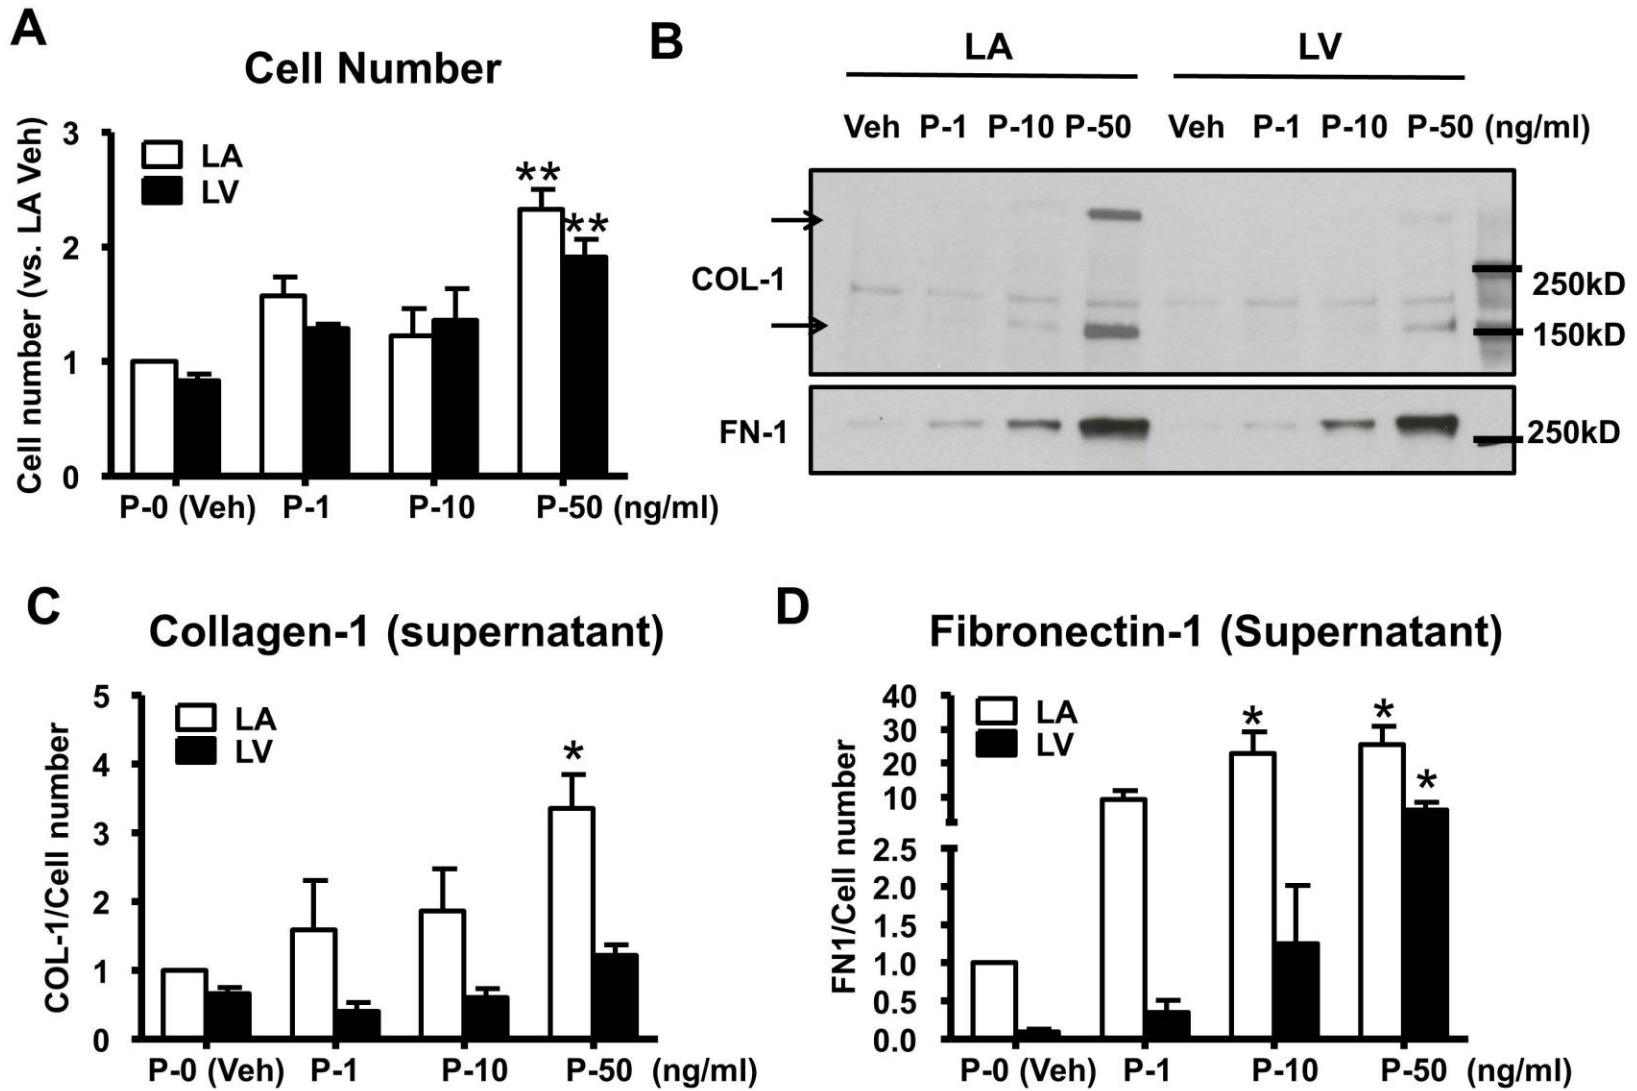 A
Cell Number
Cell number (vs. LA Veh)
3
2
1
0
LA
LV
**
**
P-0 (Veh) P-1 P-10 P-50 (ng/ml)
B
LA LV
Veh P-1 P-10 P-50 Veh P-1 P-10 P-50 (ng/ml)
COL-1
250kD
150kD
FN-1
250kD
C
Collagen-1 (supernatant)
COL-1/Cell number
5
4
3
2
1
0
LA
LV
*
P-0 (Veh) P-1 P-10 P-50 (ng/ml)
D
Fibronectin-1 (Supernatant)
FN1/Cell number
40
30
20
10
2.5
2.0
1.5
1.0
0.5
0.0
LA
LV
*
*
*
P-0 (Veh) P-1 P-10 P-50 (ng/ml)